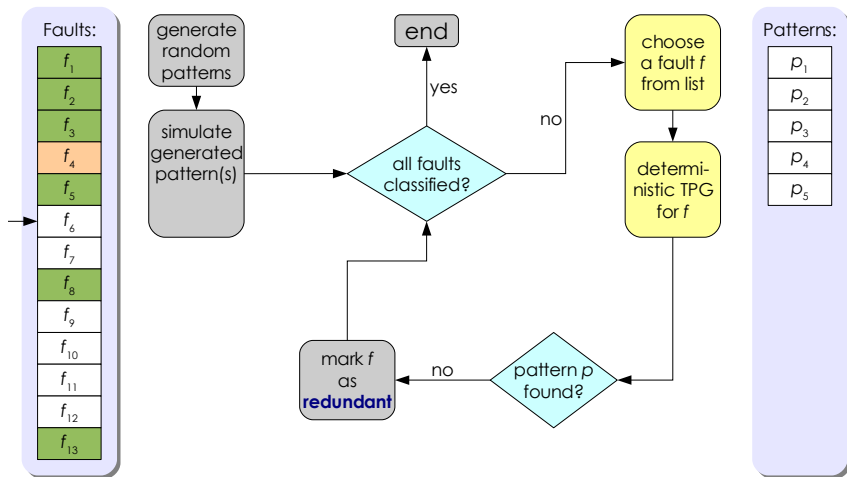 Faults:
f₁
f₂
f₃
f₄
f₅
f₆
f₇
f₈
f₉
f₁₀
f₁₁
f₁₂
f₁₃
generate
random
patterns
simulate
generated
pattern(s)
end
yes
all faults
classified?
no
choose
a fault f
from list
determi-
nistic TPG
for f
pattern p
found?
no
mark f
as
redundant
Patterns:
p₁
p₂
p₃
p₄
p₅